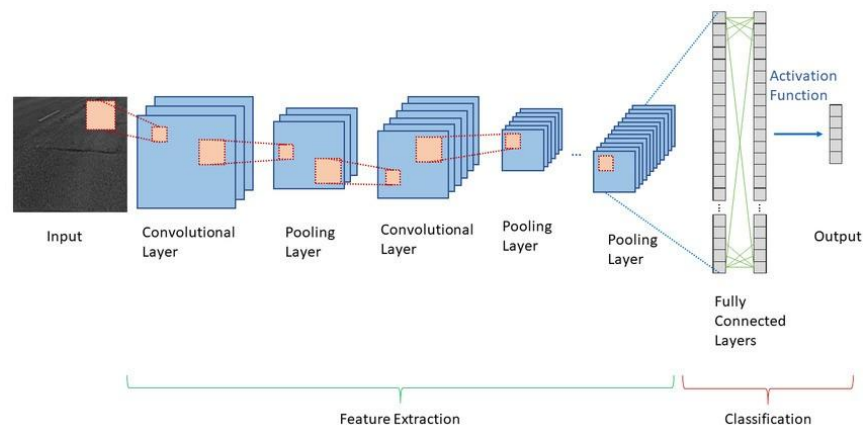 Activation
Function
Input
Convolutional
Layer
Pooling
Layer
Convolutional
Layer
Pooling
Layer
...
Pooling
Layer
Output
Fully
Connected
Layers
Feature Extraction
Classification